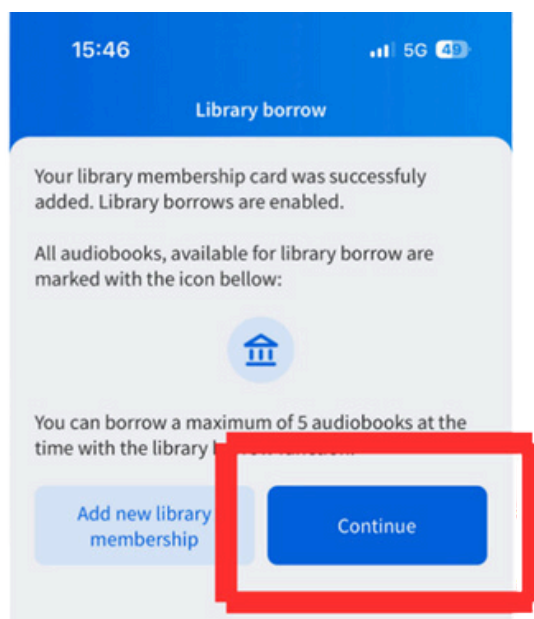 15:46 5G 49
Library borrow
Your library membership card was successfuly
added. Library borrows are enabled.
All audiobooks, available for library borrow are
marked with the icon bellow:
You can borrow a maximum of 5 audiobooks at the
time with the library
Add new library
membership
Continue